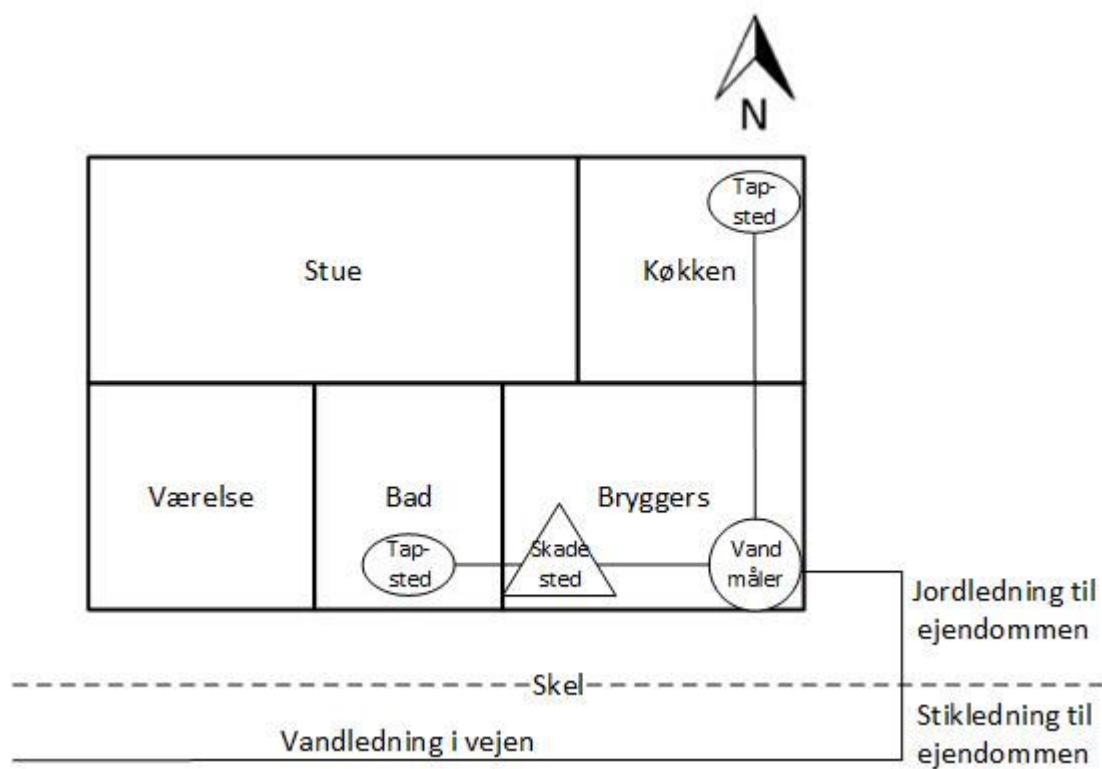 N
Tap-
sted
Stue
Køkken
Værelse
Bad
Bryggers
Tap-
sted
Skade
sted
Vand
måler
Jordledning til
ejendommen
Skel
Stikledning til
ejendommen
Vandledning i vejen